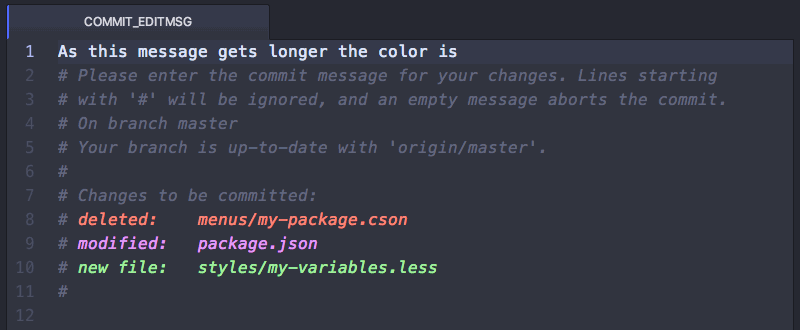 COMMIT_EDITMSG
1 As this message gets longer the color is
2 # Please enter the commit message for your changes. Lines starting
3 # with '#' will be ignored, and an empty message aborts the commit.
4 # On branch master
5 # Your branch is up-to-date with 'origin/master'.
6 #
7 # Changes to be committed:
8 # deleted:    menus/my-package.cson
9 # modified:   package.json
10 # new file:   styles/my-variables.less
11 #
12